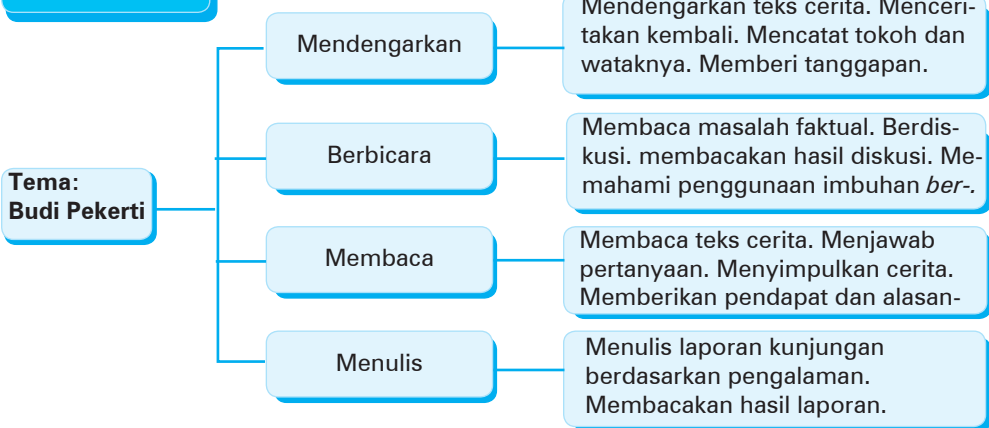 Tema:
Budi Pekerti
Mendengarkan
Mendengarkan teks cerita. Menceri-
takan kembali. Mencatat tokoh dan
wataknya. Memberi tanggapan.
Berbicara
Membaca masalah faktual. Berdis-
kusi. membacakan hasil diskusi. Me-
mahami penggunaan imbuhan ber-.
Membaca
Membaca teks cerita. Menjawab
pertanyaan. Menyimpulkan cerita.
Memberikan pendapat dan alasan-
Menulis
Menulis laporan kunjungan
berdasarkan pengalaman.
Membacakan hasil laporan.